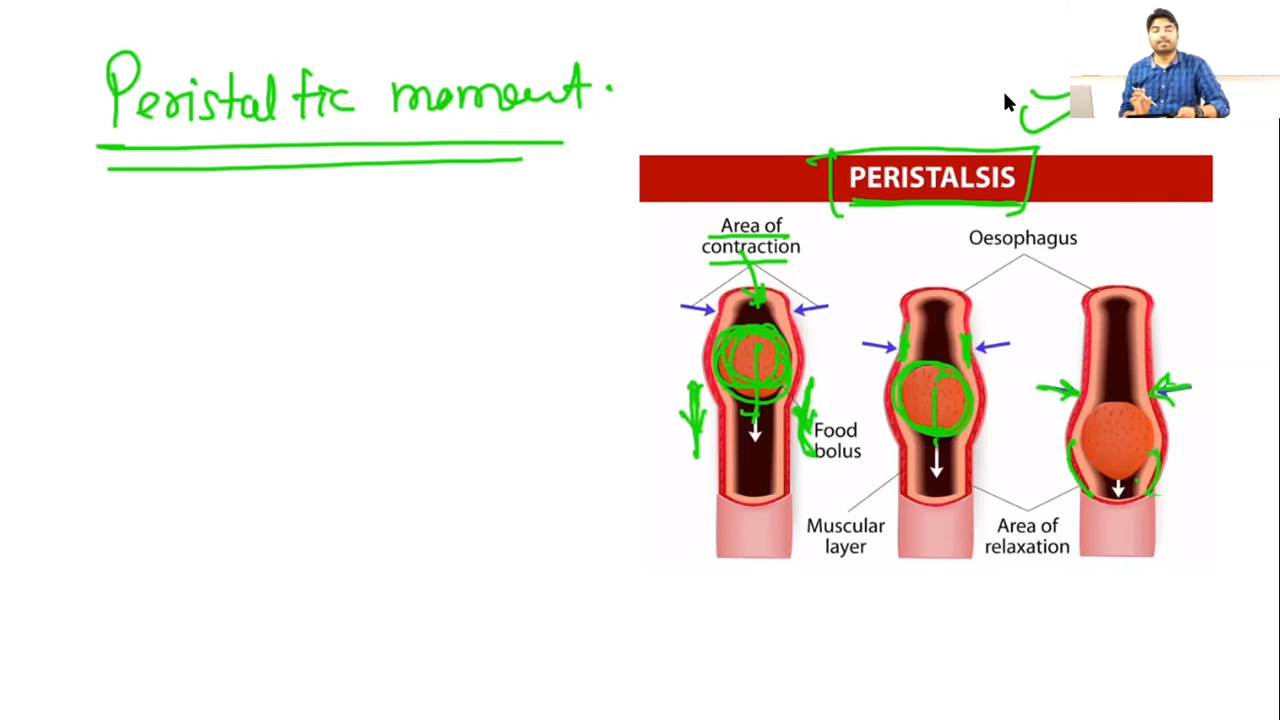 Peristaltic moment.
PERISTALSIS
Area of
contraction
Oesophagus
Food
bolus
Muscular
layer
Area of
relaxation